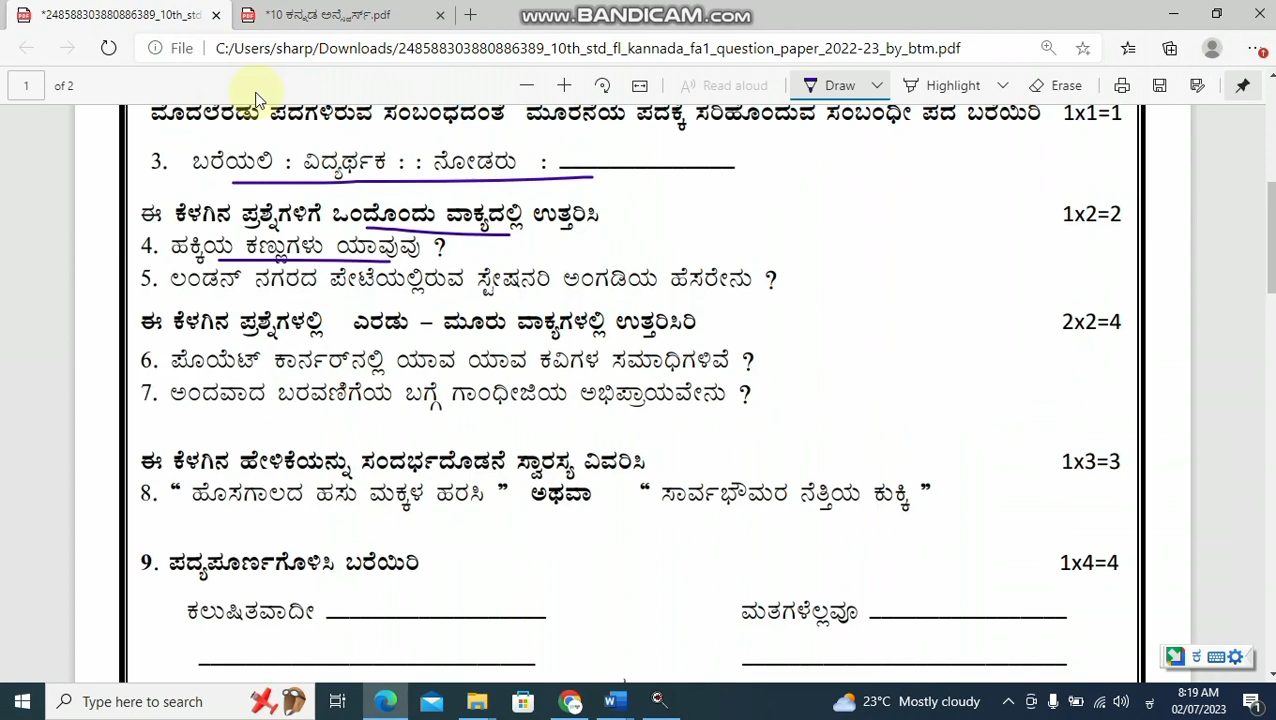 *248588303880886389_10th_std
*10 ಕನ್ನಡ ಅನ್ಸೈರ್ಸ್.pdf
www.BANDICAM.com
File
C:/Users/sharp/Downloads/248588303880886389_10th_std_fl_kannada_fa1_question_paper_2022-23_by_btm.pdf
1 of 2
Read aloud
Draw
Highlight
Erase
ಮೊದಲೆರಡು ಪದಗಳಿರುವ ಸಂಬಂಧದಂತೆ ಮೂರನೆಯ ಪದಕ್ಕೆ ಸರಿಹೊಂದುವ ಸಂಬಂಧೀ ಪದ ಬರೆಯಿರಿ 1x1=1
3. ಬರೆಯಲಿ : ವಿದ್ಯರ್ಥಕ : : ನೋಡರು : ____________
ಈ ಕೆಳಗಿನ ಪ್ರಶ್ನೆಗಳಿಗೆ ಒಂದೊಂದು ವಾಕ್ಯದಲ್ಲಿ ಉತ್ತರಿಸಿ 1x2=2
4. ಹಕ್ಕಿಯ ಕಣ್ಣುಗಳು ಯಾವುವು ?
5. ಲಂಡನ್ ನಗರದ ಪೇಟೆಯಲ್ಲಿರುವ ಸ್ಟೇಷನರಿ ಅಂಗಡಿಯ ಹೆಸರೇನು ?
ಈ ಕೆಳಗಿನ ಪ್ರಶ್ನೆಗಳಲ್ಲಿ ಎರಡು – ಮೂರು ವಾಕ್ಯಗಳಲ್ಲಿ ಉತ್ತರಿಸಿರಿ 2x2=4
6. ಪೊಯೆಟ್ ಕಾರ್ನರ್‌ನಲ್ಲಿ ಯಾವ ಯಾವ ಕವಿಗಳ ಸಮಾಧಿಗಳಿವೆ ?
7. ಅಂದವಾದ ಬರವಣಿಗೆಯ ಬಗ್ಗೆ ಗಾಂಧೀಜಿಯ ಅಭಿಪ್ರಾಯವೇನು ?
ಈ ಕೆಳಗಿನ ಹೇಳಿಕೆಯನ್ನು ಸಂದರ್ಭದೊಡನೆ ಸ್ವಾರಸ್ಯ ವಿವರಿಸಿ 1x3=3
8. “ ಹೊಸಗಾಲದ ಹಸು ಮಕ್ಕಳ ಹರಸಿ ” ಅಥವಾ “ ಸಾರ್ವಭೌಮರ ನೆತ್ತಿಯ ಕುಕ್ಕಿ ”
9. ಪದ್ಯಪೂರ್ಣಗೊಳಿಸಿ ಬರೆಯಿರಿ 1x4=4
ಕಲುಷಿತವಾದೀ ____________ ಮತಗಳೆಲ್ಲವೂ ____________
Type here to search
23°C Mostly cloudy
8:19 AM
02/07/2023